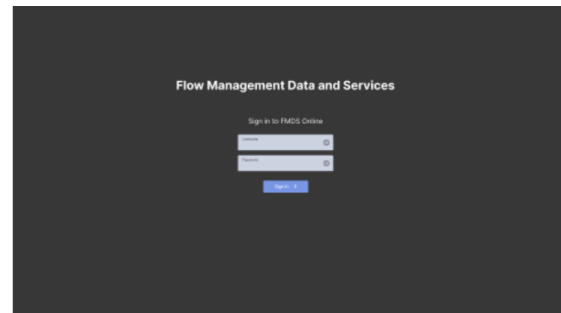 Flow Management Data and Services
Sign in to FMDS Online
Username
Password
Sign in